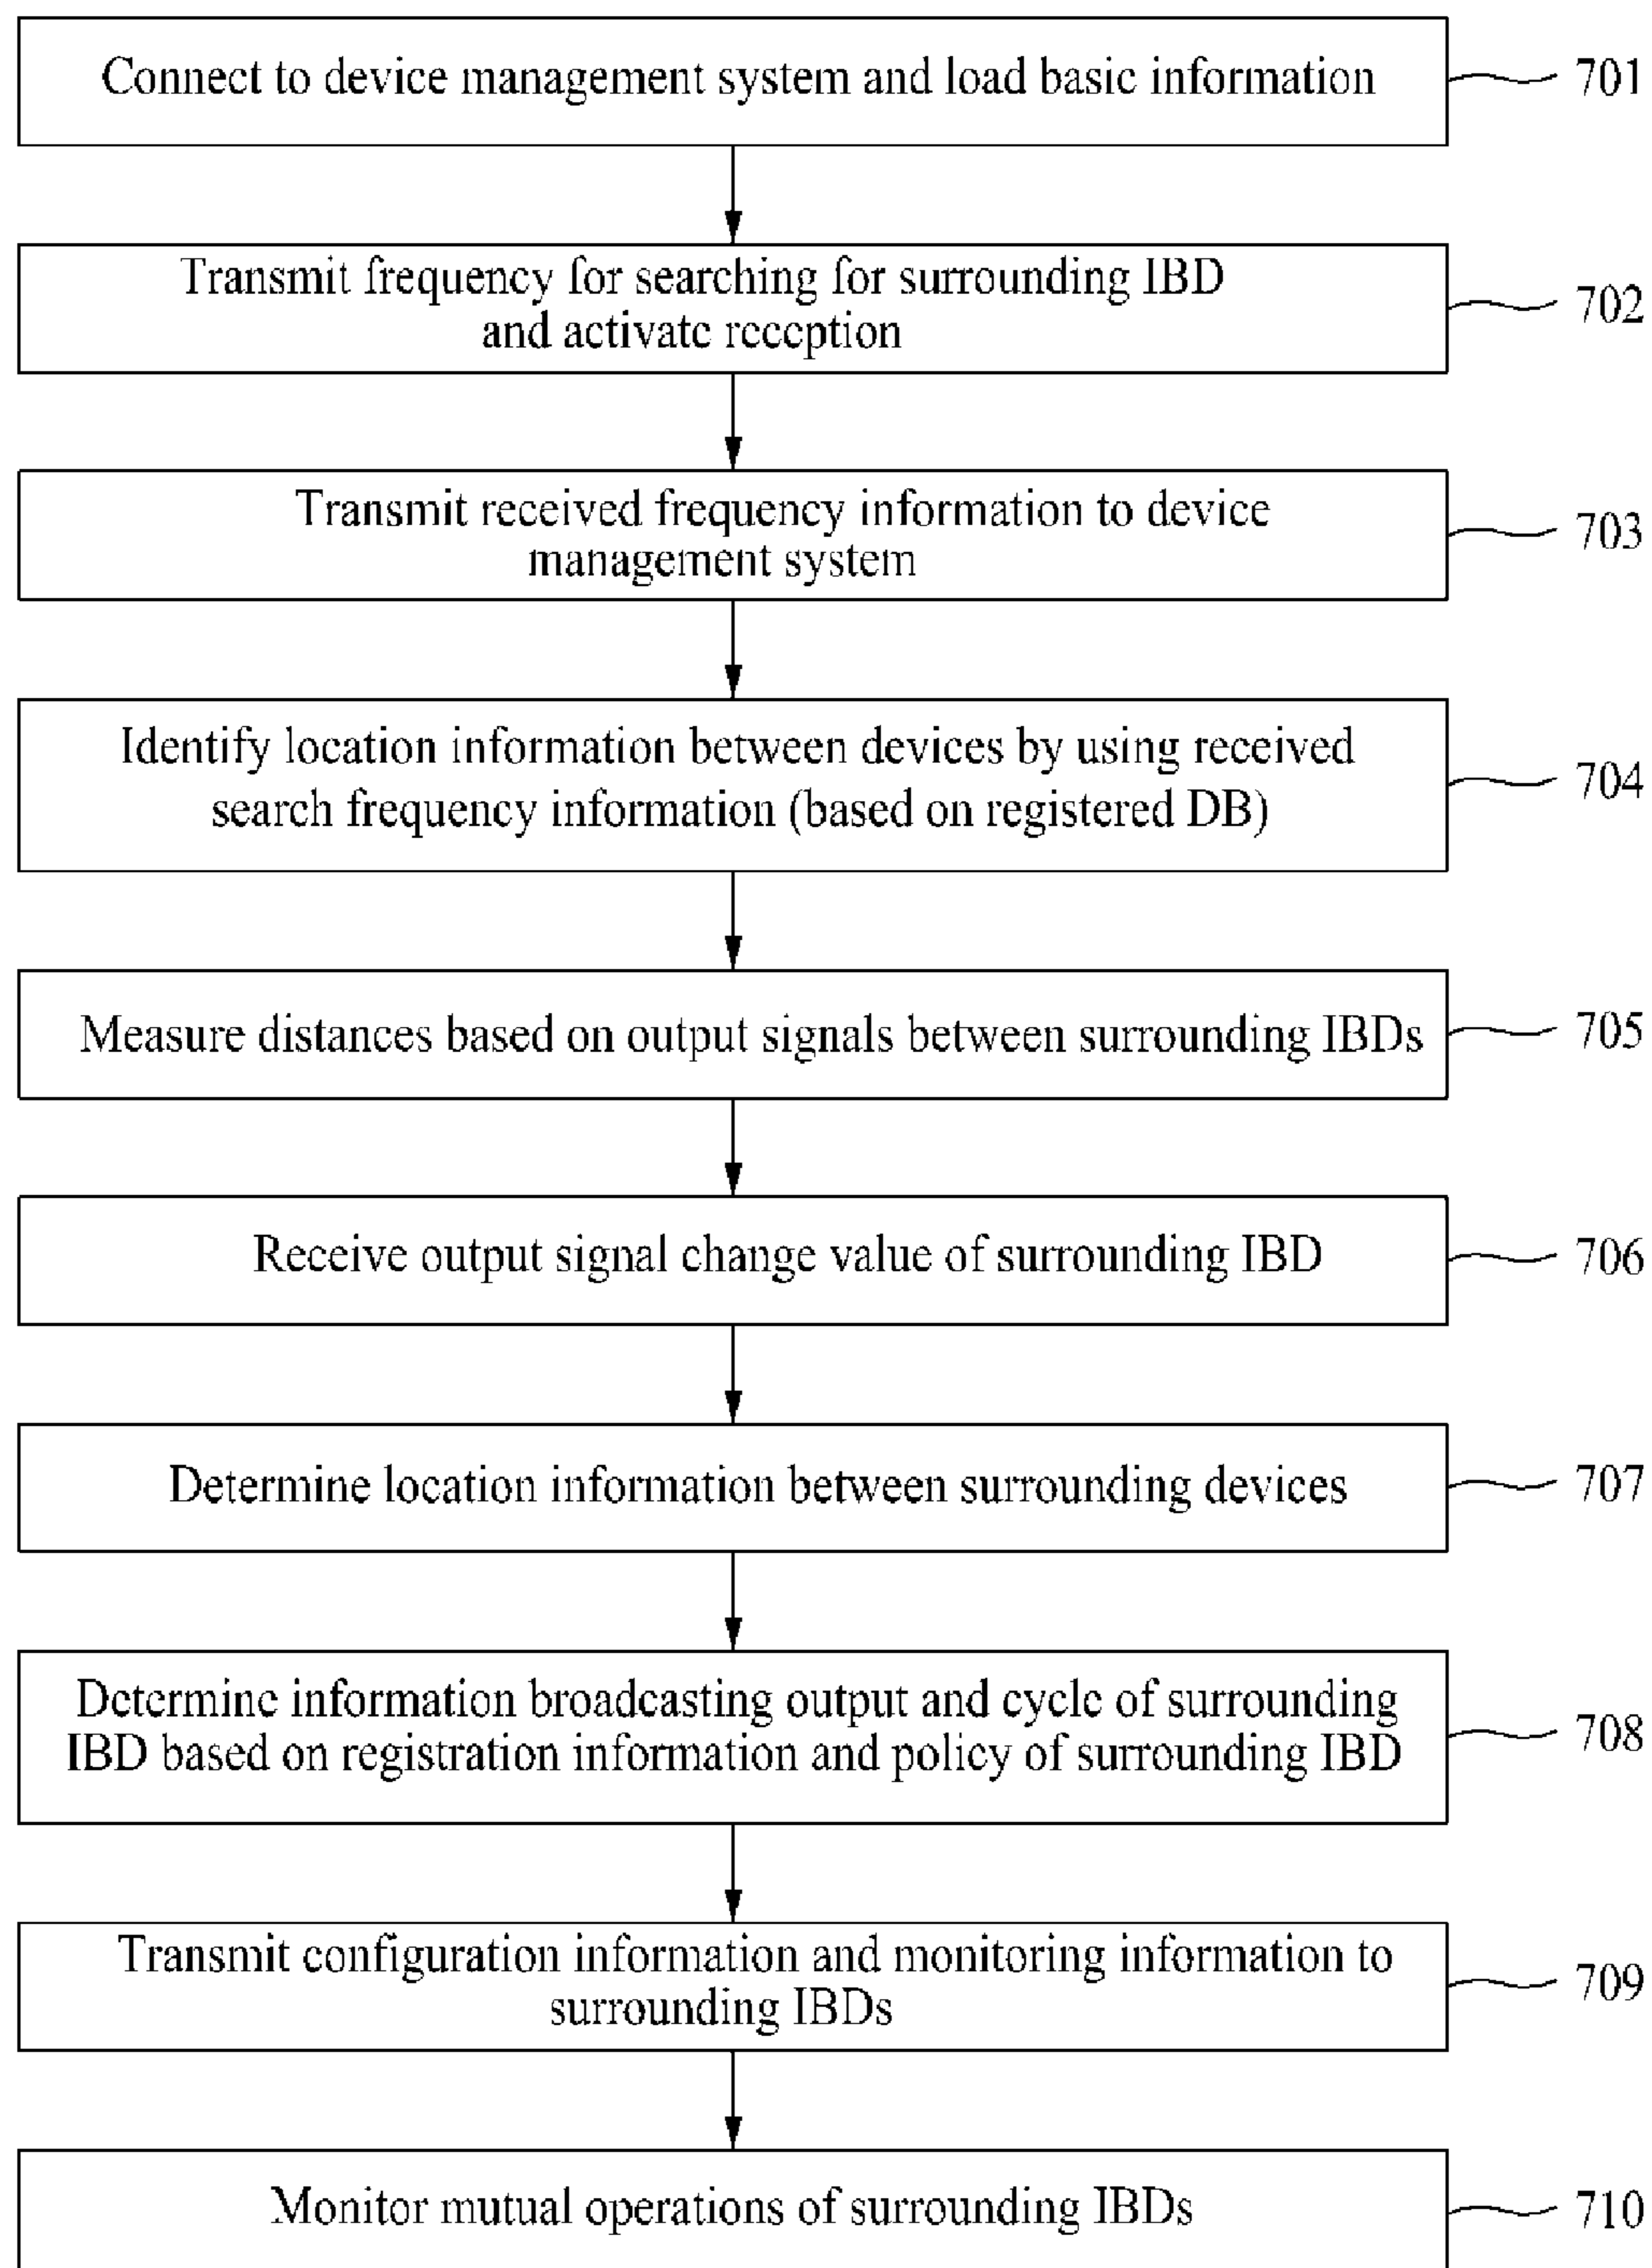 Connect to device management system and load basic information
701
Transmit frequency for searching for surrounding IBD
and activate reception
702
Transmit received frequency information to device
management system
703
Identify location information between devices by using received
search frequency information (based on registered DB)
704
Measure distances based on output signals between surrounding IBDs
705
Receive output signal change value of surrounding IBD
706
Determine location information between surrounding devices
707
Determine information broadcasting output and cycle of surrounding
IBD based on registration information and policy of surrounding IBD
708
Transmit configuration information and monitoring information to
surrounding IBDs
709
Monitor mutual operations of surrounding IBDs
710